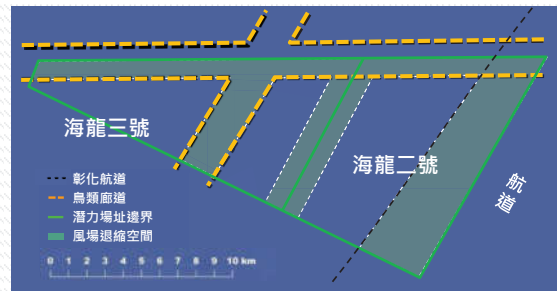 海龍三號
海龍二號
航道
彰化航道
鳥類廊道
潛力場址邊界
風場退縮空間
0 1 2 3 4 5 6 7 8 9 10 km